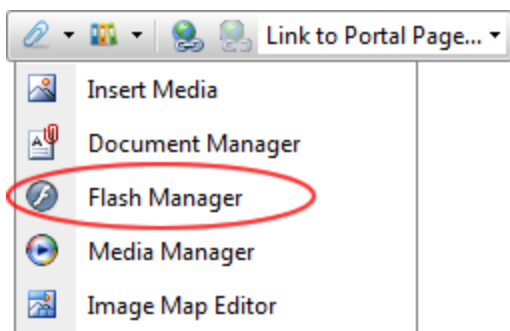 Link to Portal Page...
Insert Media
Document Manager
Flash Manager
Media Manager
Image Map Editor